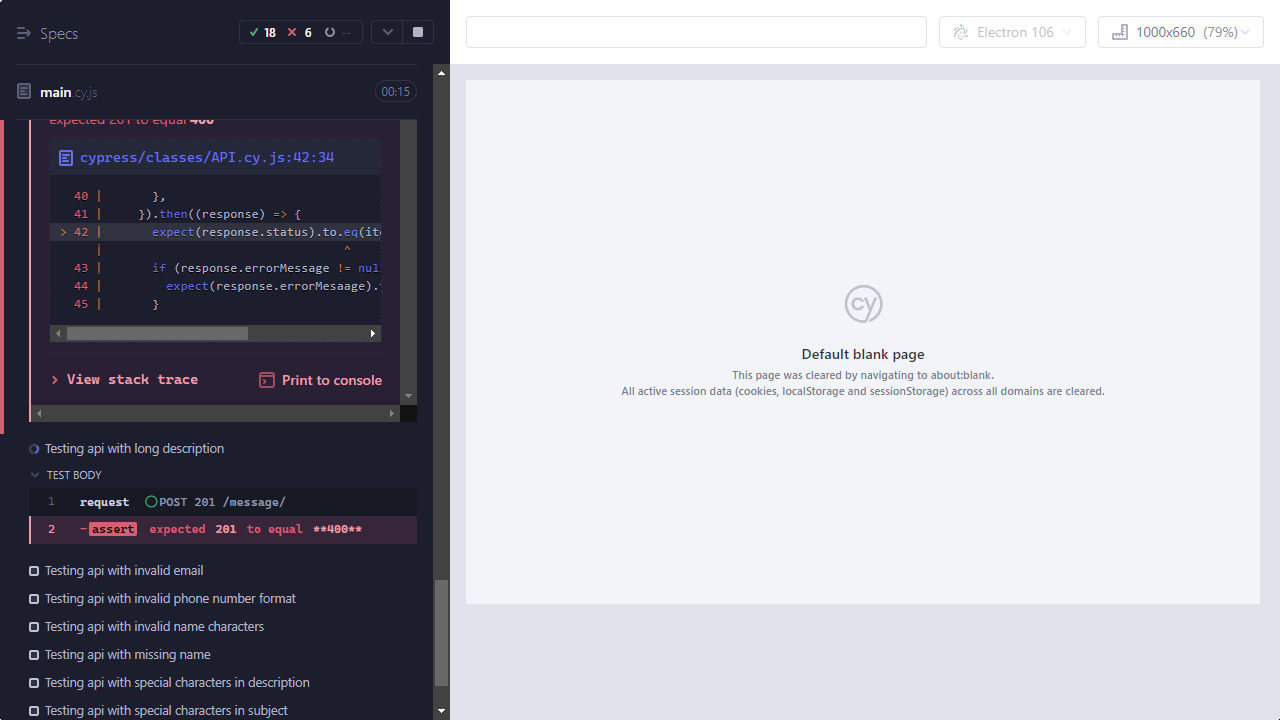 Specs
18 6 --
Electron 106
1000x660 (79%)
main.cy.js
00:15
expected 201 to equal 400
cypress/classes/API.cy.js:42:34
40 | },
41 | }).then((response) => {
> 42 | expect(response.status).to.eq(ite
| ^
43 | if (response.errorMessage != nul
44 | expect(response.errorMesaage).
45 | }
View stack trace
Print to console
Testing api with long description
TEST BODY
1 request POST 201 /message/
2 -assert expected 201 to equal **400**
Testing api with invalid email
Testing api with invalid phone number format
Testing api with invalid name characters
Testing api with missing name
Testing api with special characters in description
Testing api with special characters in subject
cy
Default blank page
This page was cleared by navigating to about:blank.
All active session data (cookies, localStorage and sessionStorage) across all domains are cleared.